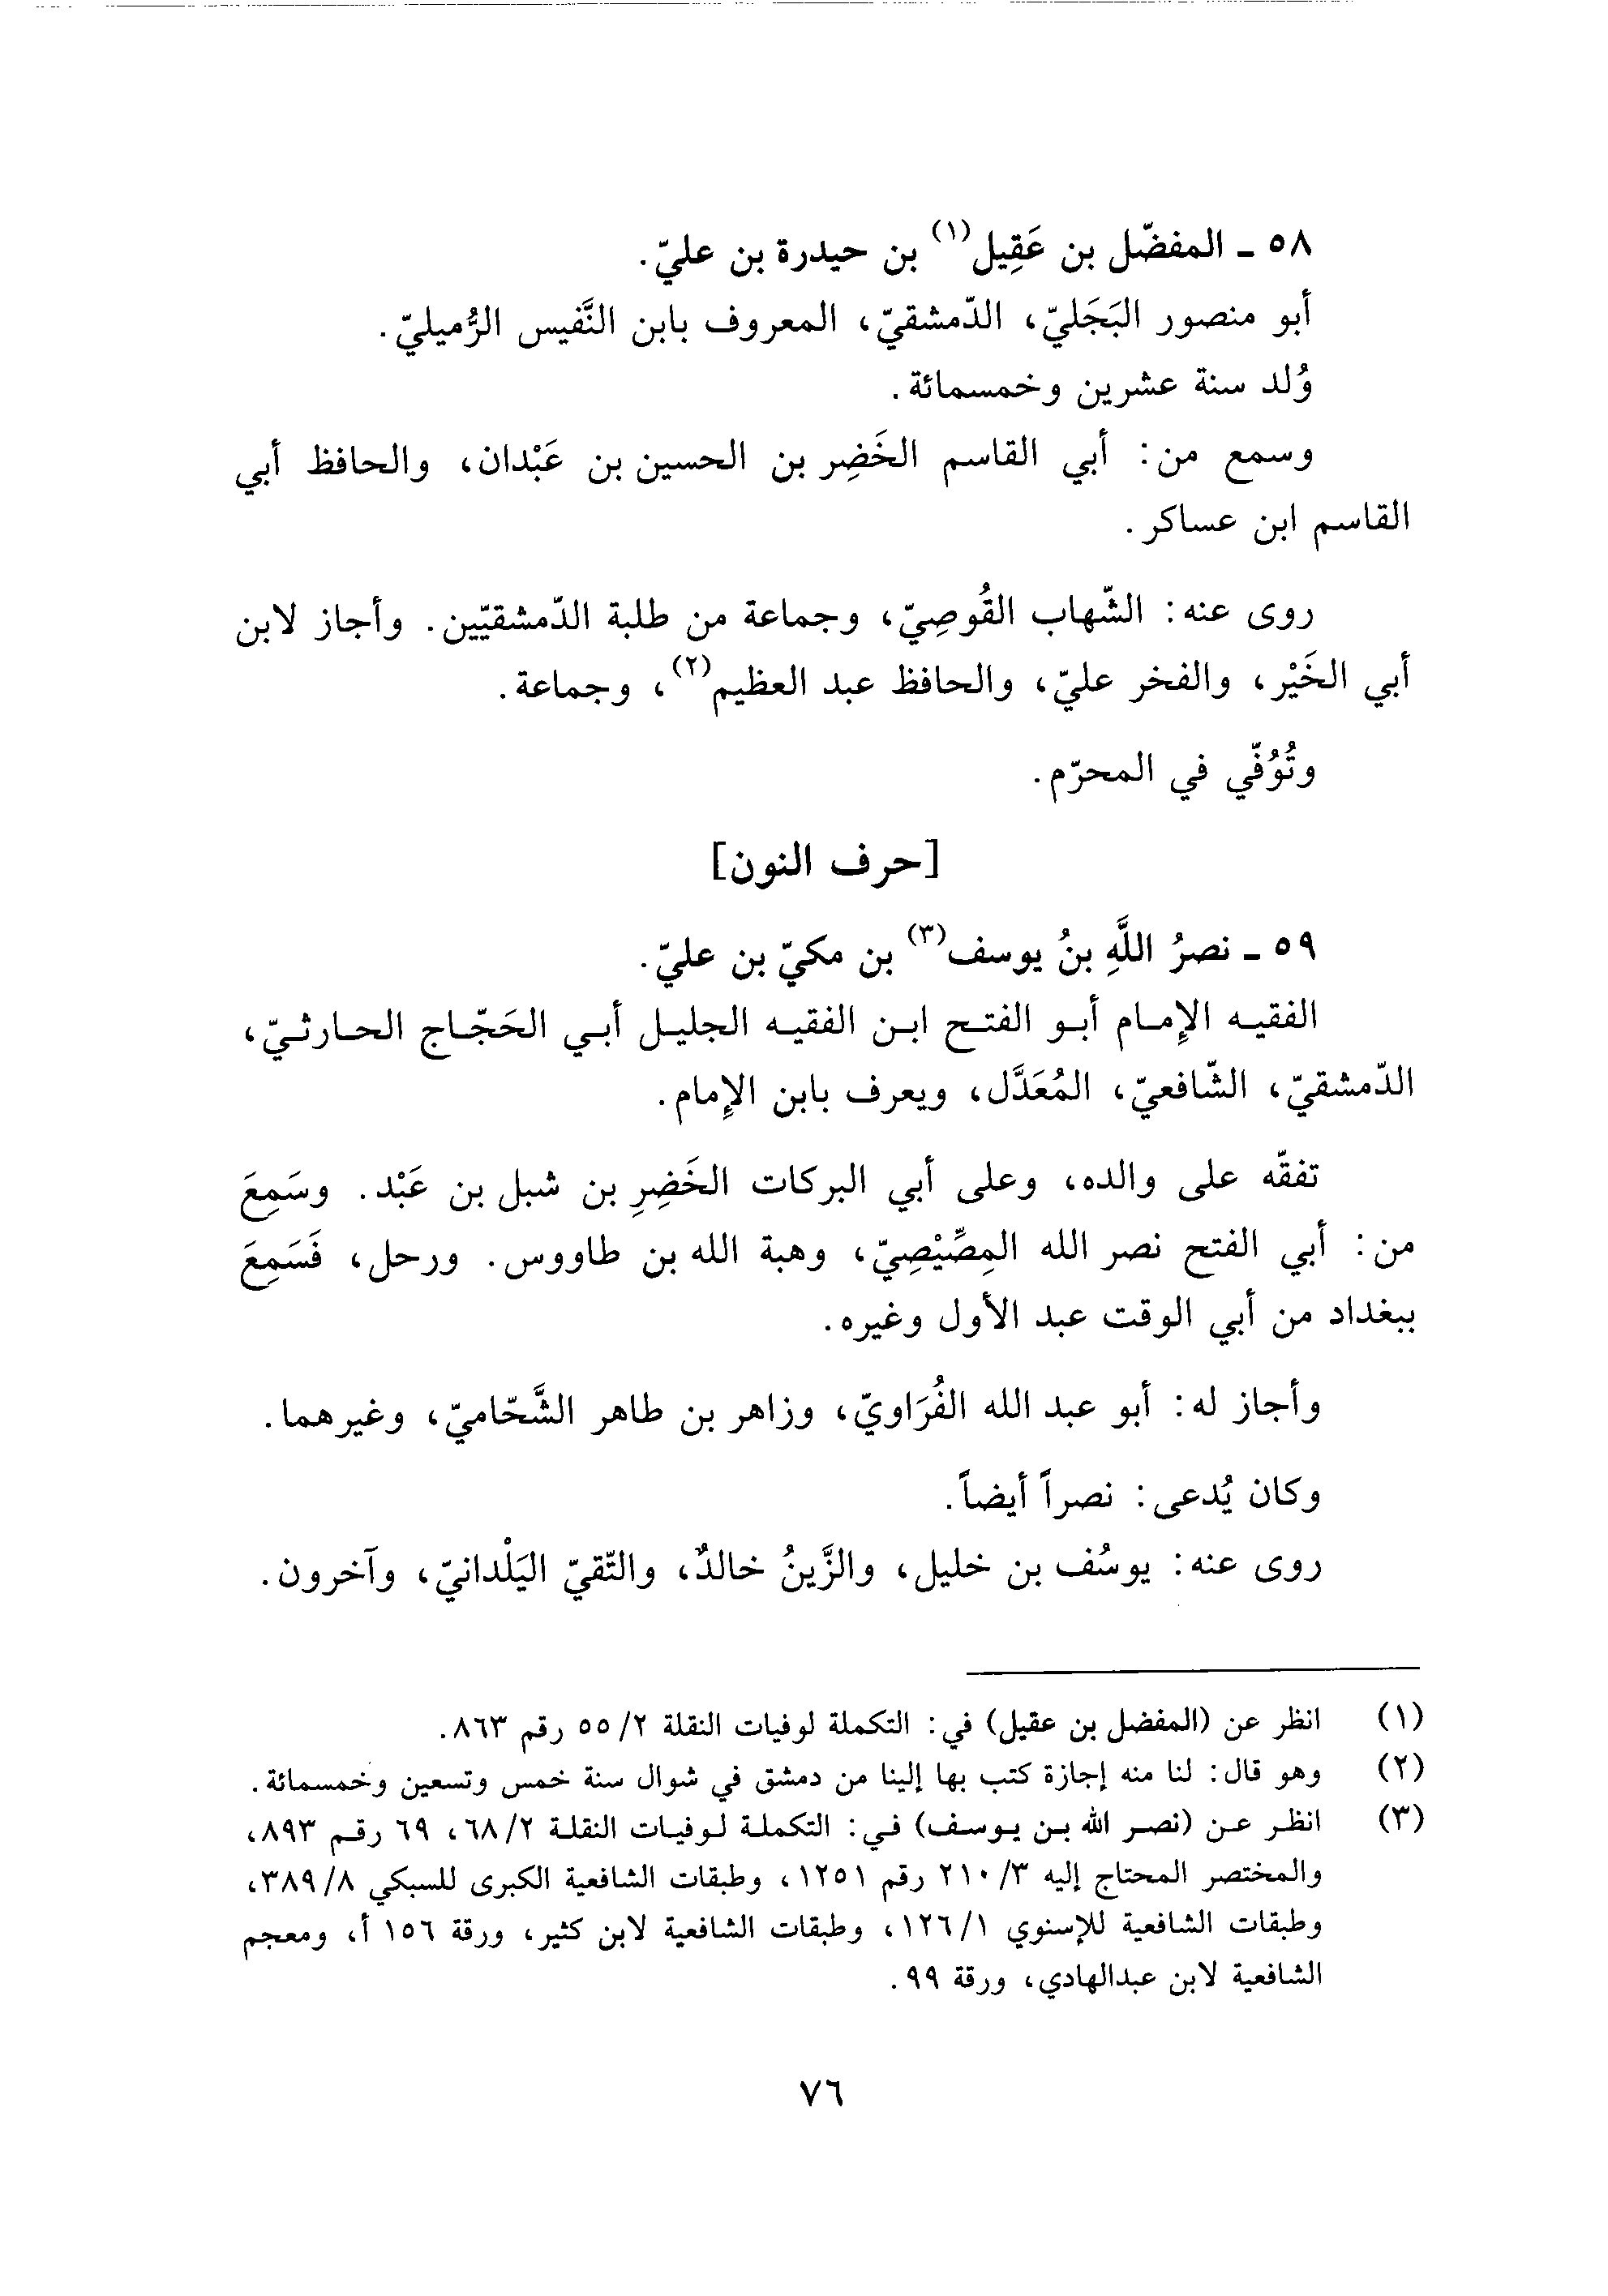 ٥٨ ـ المفضّل بن عَقِيل(١) بن حيدرة بن عليّ.
أبو منصور البَجَليّ، الدّمشقيّ، المعروف بابن النَّفيس الرُّميليّ.
وُلد سنة عشرين وخمسمائة.
وسمع من: أبي القاسم الخَضِر بن الحسين بن عَبْدان، والحافظ أبي
القاسم ابن عساكر.
روى عنه: الشّهاب القُوصِيّ، وجماعة من طلبة الدّمشقيّين. وأجاز لابن
أبي الخَيْر، والفخر عليّ، والحافظ عبد العظيم(٢)، وجماعة.
وتُوُفّي في المحرّم.
[حرف النون]
٥٩ ـ نصرُ اللَّهِ بنُ يوسف(٣) بن مكيّ بن عليّ.
الفقيه الإمام أبو الفتح ابن الفقيه الجليل أبي الحَجّاج الحارثيّ،
الدّمشقيّ، الشّافعيّ، المُعَدَّل، ويعرف بابن الإمام.
تفقّه على والده، وعلى أبي البركات الخَضِرِ بن شبل بن عَبْد. وسَمِعَ
من: أبي الفتح نصر الله المِصِّيْصِيّ، وهبة الله بن طاووس. ورحل، فَسَمِعَ
ببغداد من أبي الوقت عبد الأول وغيره.
وأجاز له: أبو عبد الله الفُرَاويّ، وزاهر بن طاهر الشَّحّاميّ، وغيرهما.
وكان يُدعى: نصراً أيضاً.
روى عنه: يوسُف بن خليل، والزَّينُ خالدٌ، والتّقيّ اليَلْدانيّ، وآخرون.
(١) انظر عن (المفضل بن عقيل) في: التكملة لوفيات النقلة ٢/ ٥٥ رقم ٨٦٣.
(٢) وهو قال: لنا منه إجازة كتب بها إلينا من دمشق في شوال سنة خمس وتسعين وخمسمائة.
(٣) انظر عن (نصر الله بن يوسف) في: التكملة لوفيات النقلة ٢/ ٦٨، ٦٩ رقم ٨٩٣،
والمختصر المحتاج إليه ٣/ ٢١٠ رقم ١٢٥١، وطبقات الشافعية الكبرى للسبكي ٨/ ٣٨٩،
وطبقات الشافعية للإسنوي ١/ ١٢٦، وطبقات الشافعية لابن كثير، ورقة ١٥٦ أ، ومعجم
الشافعية لابن عبدالهادي، ورقة ٩٩.
٧٦